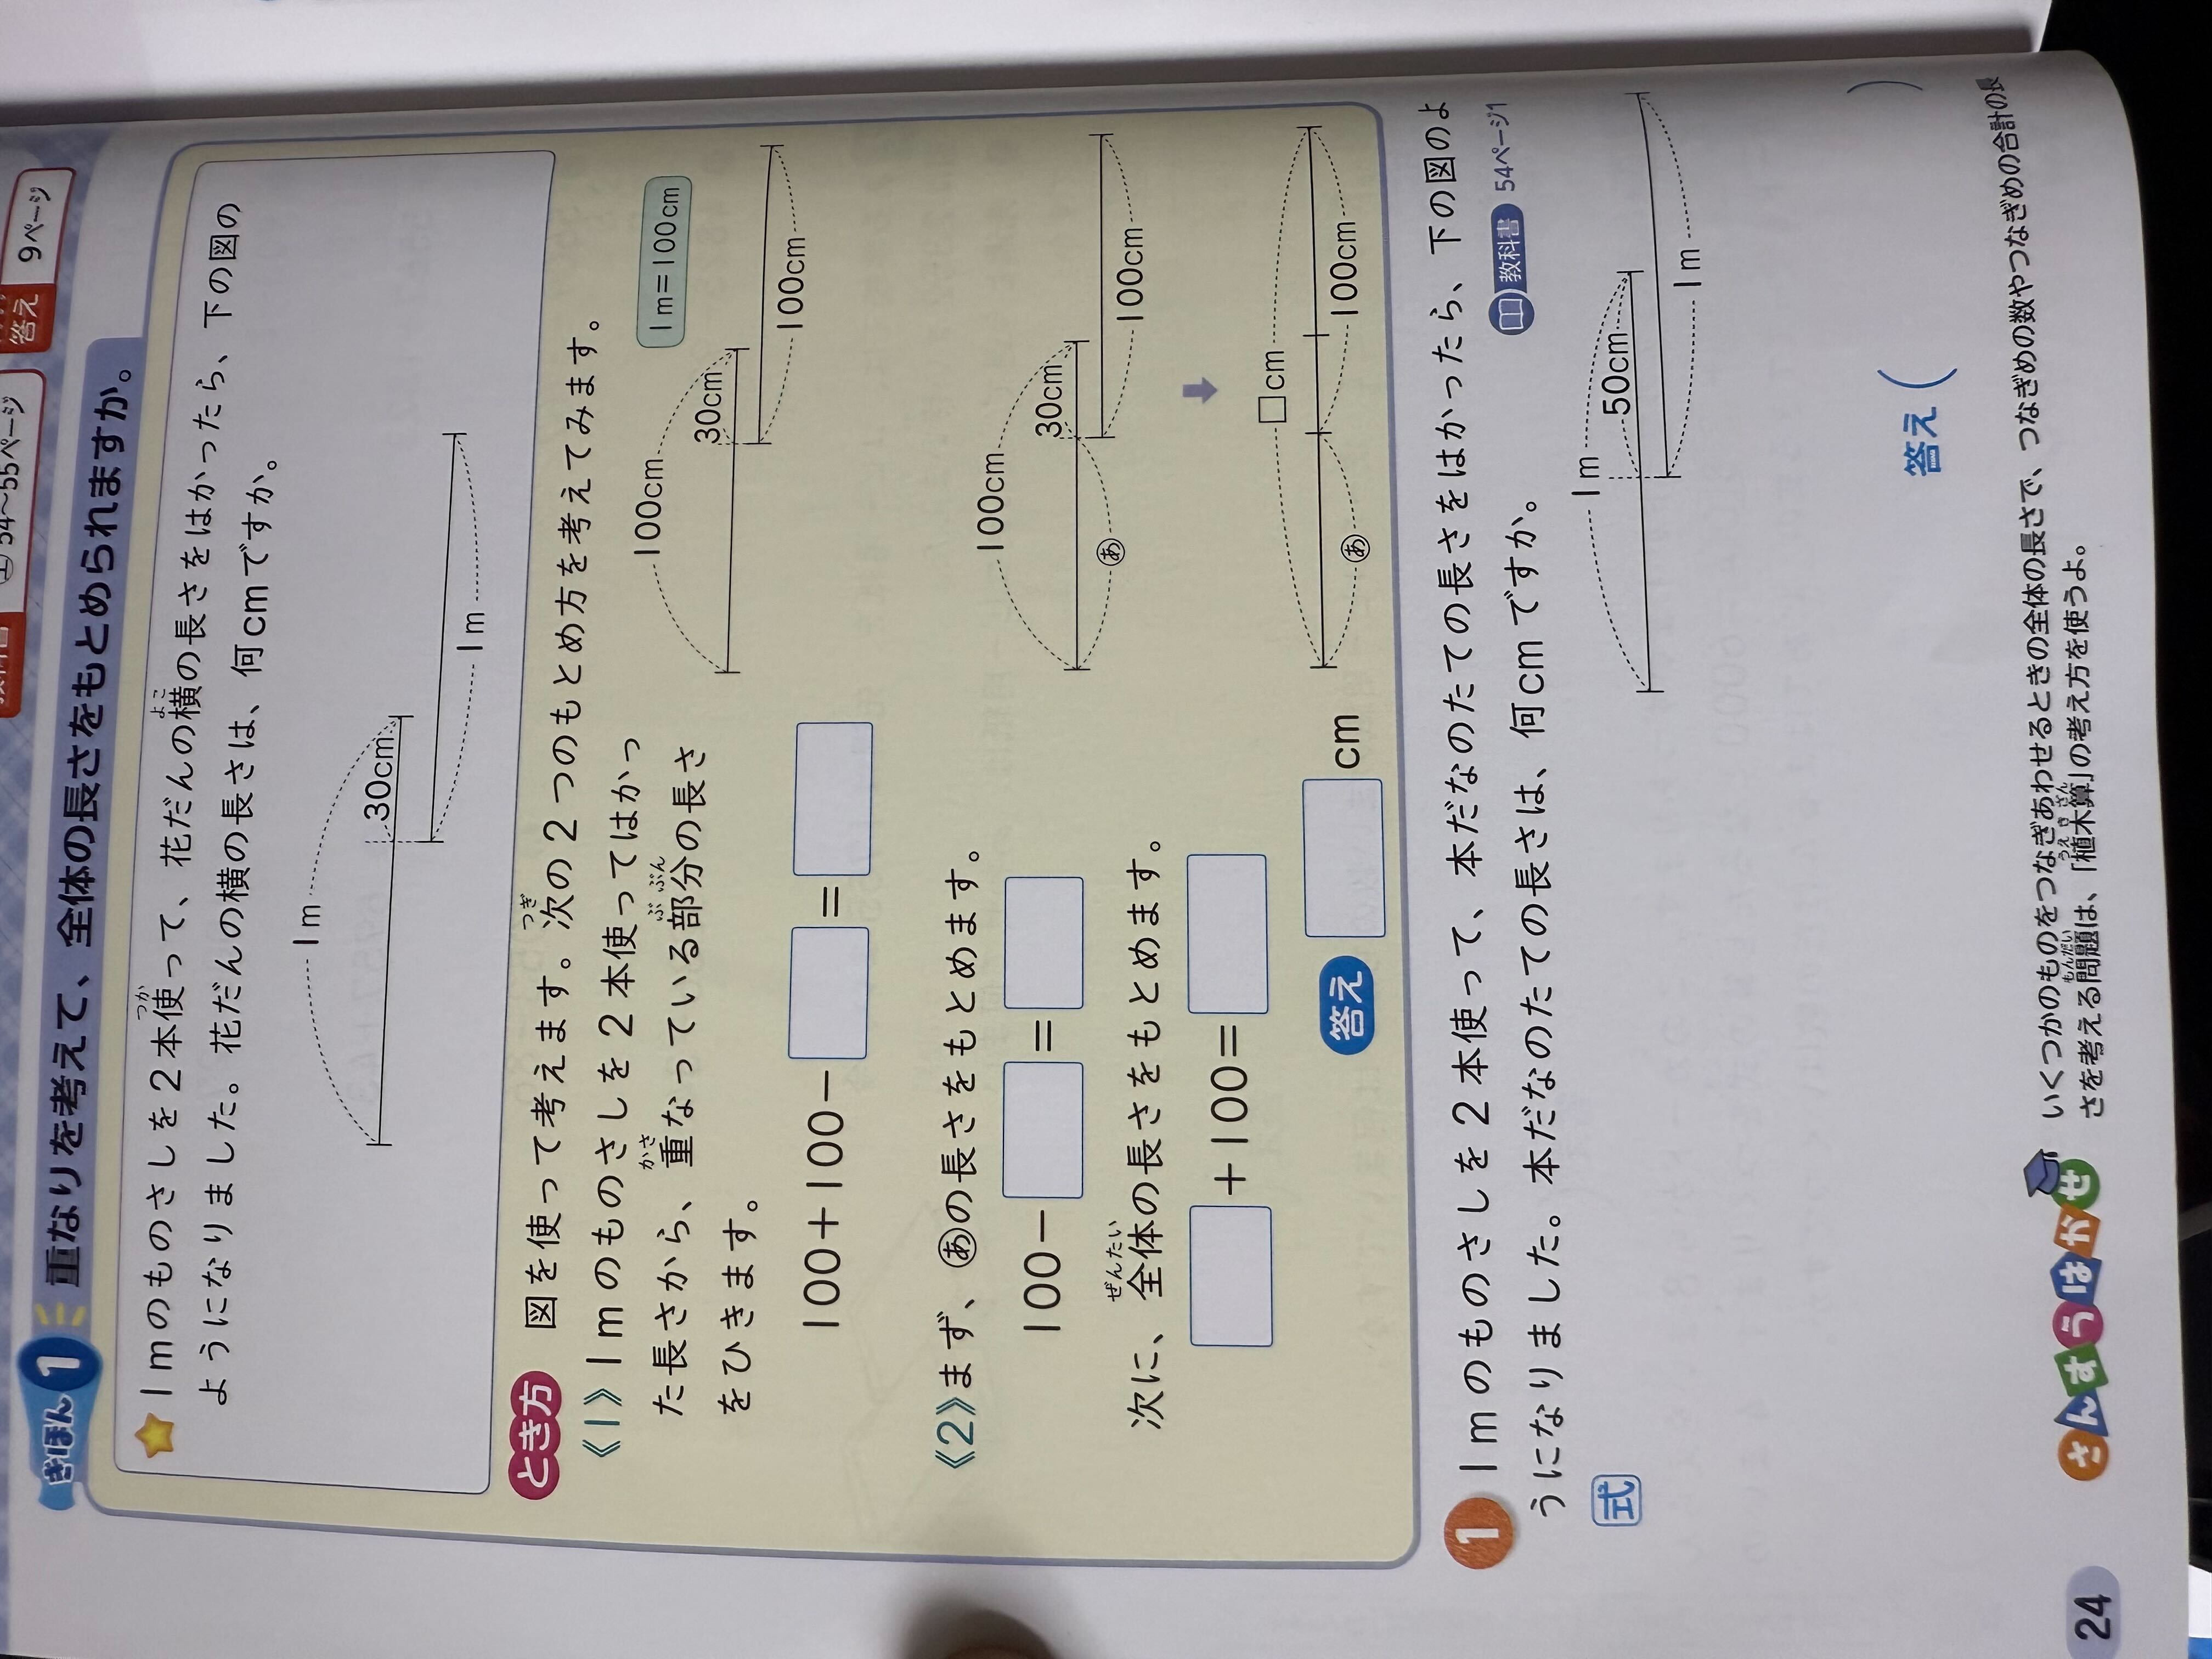 54〜55ページ
答え
9ページ
きほん1
重なりを考えて、全体の長さをもとめられますか。
1mのものさしを2本使って、花だんの横の長さをはかったら、下の図の
ようになりました。花だんの横の長さは、何cmですか。
1m
30cm
1m
とき方
図を使って考えます。次の2つのもとめ方を考えてみます。
《1》1mのものさしを2本使ってはかっ
た長さから、重なっている部分の長さ
をひきます。
100+100−□=□
1m=100cm
100cm
30cm
100cm
《2》まず、あの長さをもとめます。
100−□=□
次に、全体の長さをもとめます。
□+100=□
答え □cm
100cm
30cm
あ
100cm
□cm
あ
100cm
1 1mのものさしを2本使って、本だなのたての長さをはかったら、下の図のよ
うになりました。本だなのたての長さは、何cmですか。
教科書 54ページ1
式
1m
50cm
1m
答え( )
さんすうはかせ
いくつかのものをつなぎあわせるときの全体の長さで、つなぎめの数やつなぎめの合計の長
さを考える問題は、「植木算」の考え方を使うよ。
24